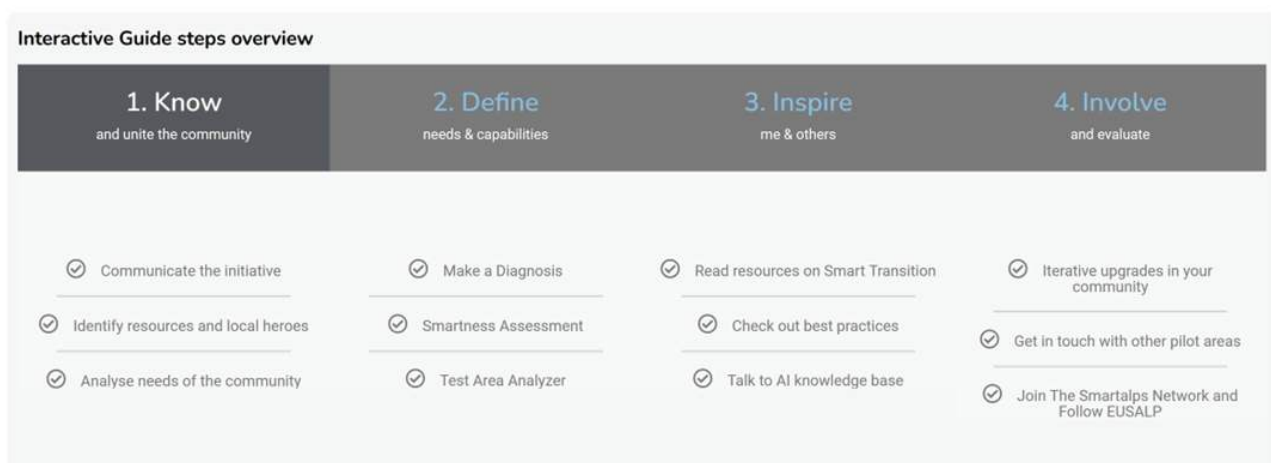 Interactive Guide steps overview
1. Know
and unite the community
2. Define
needs & capabilities
3. Inspire
me & others
4. Involve
and evaluate
Communicate the initiative
Identify resources and local heroes
Analyse needs of the community
Make a Diagnosis
Smartness Assessment
Test Area Analyzer
Read resources on Smart Transition
Check out best practices
Talk to AI knowledge base
Iterative upgrades in your
community
Get in touch with other pilot areas
Join The Smartalps Network and
Follow EUSALP